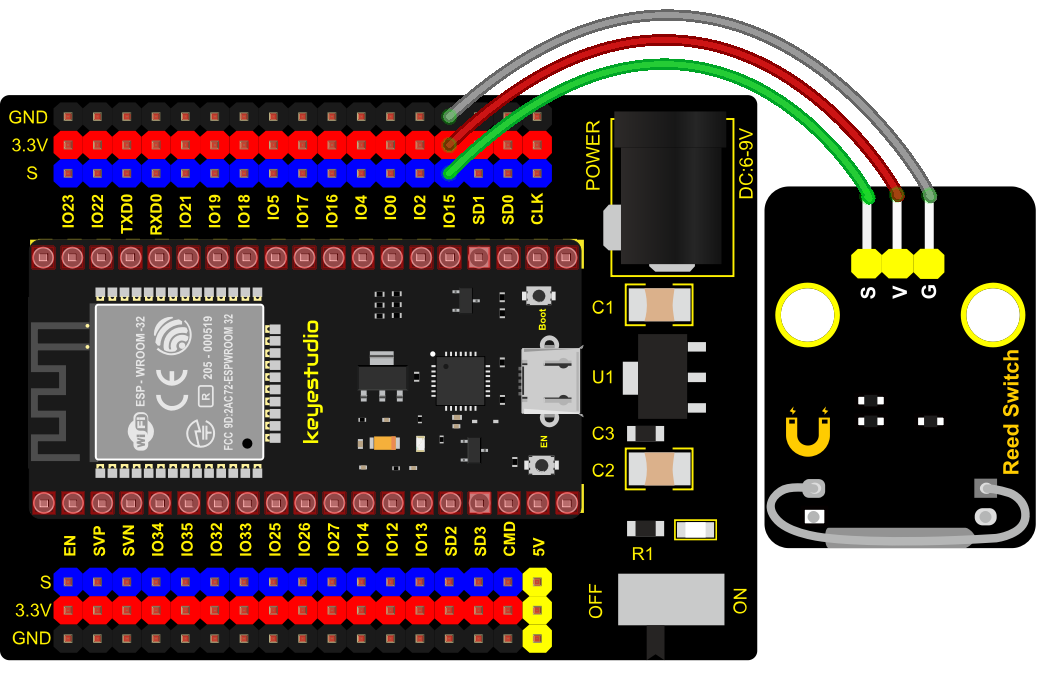 GND
3.3V
S
IO23
IO22
TXD0
RXD0
IO21
IO19
IO18
IO5
IO17
IO16
IO4
IO0
IO2
IO15
SD1
SD0
CLK
POWER
DC:6-9V
C1
U1
C3
C2
R1
OFF
ON
Boot
EN
keyestudio
ESP - WROOM -32
WiFi
CE
R
205 - 000519
FCC 9D:2AC72-ESPWROOM 32
EN
SVP
SVN
IO34
IO35
IO32
IO33
IO25
IO26
IO27
IO14
IO12
IO13
SD2
SD3
CMD
5V
S
3.3V
GND
S
V
G
Reed Switch